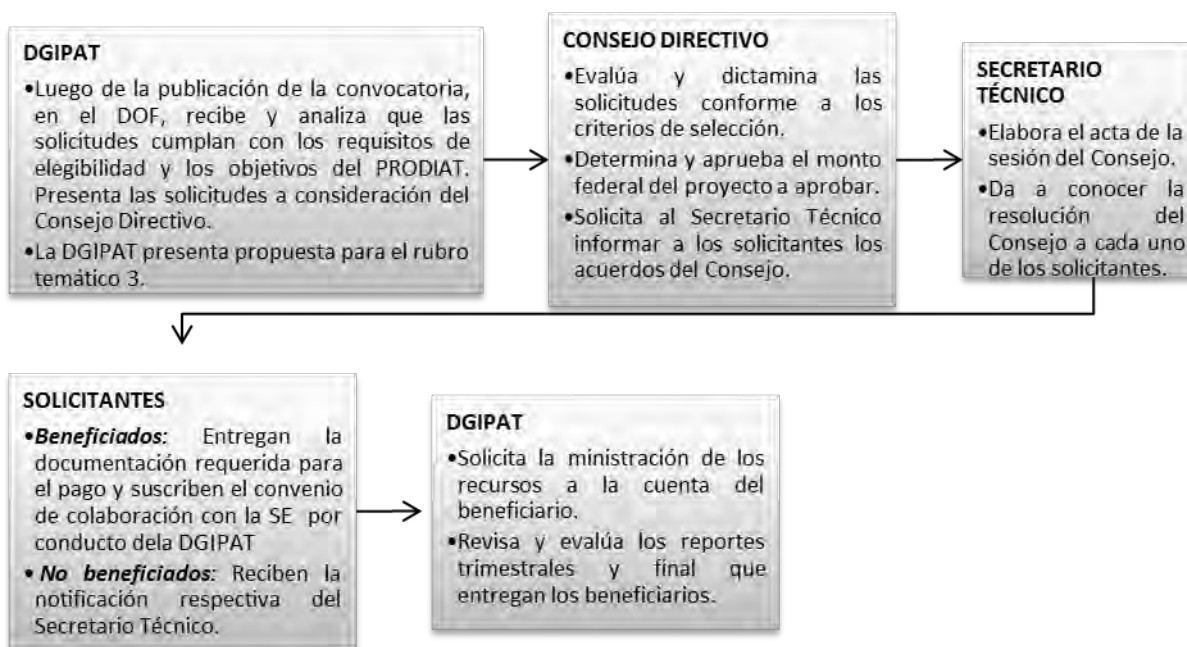 DGIPAT
•Luego de la publicación de la convocatoria,
en el DOF, recibe y analiza que las
solicitudes cumplan con los requisitos de
elegibilidad y los objetivos del PRODIAT.
Presenta las solicitudes a consideración del
Consejo Directivo.
•La DGIPAT presenta propuesta para el rubro
temático 3.
CONSEJO DIRECTIVO
•Evalúa y dictamina las
solicitudes conforme a los
criterios de selección.
•Determina y aprueba el monto
federal del proyecto a aprobar.
•Solicita al Secretario Técnico
informar a los solicitantes los
acuerdos del Consejo.
SECRETARIO
TÉCNICO
•Elabora el acta de la
sesión del Consejo.
•Da a conocer la
resolución del
Consejo a cada uno
de los solicitantes.
SOLICITANTES
•Beneficiados: Entregan la
documentación requerida para
el pago y suscriben el convenio
de colaboración con la SE por
conducto dela DGIPAT
• No beneficiados: Reciben la
notificación respectiva del
Secretario Técnico.
DGIPAT
•Solicita la ministración de los
recursos a la cuenta del
beneficiario.
•Revisa y evalúa los reportes
trimestrales y final que
entregan los beneficiarios.